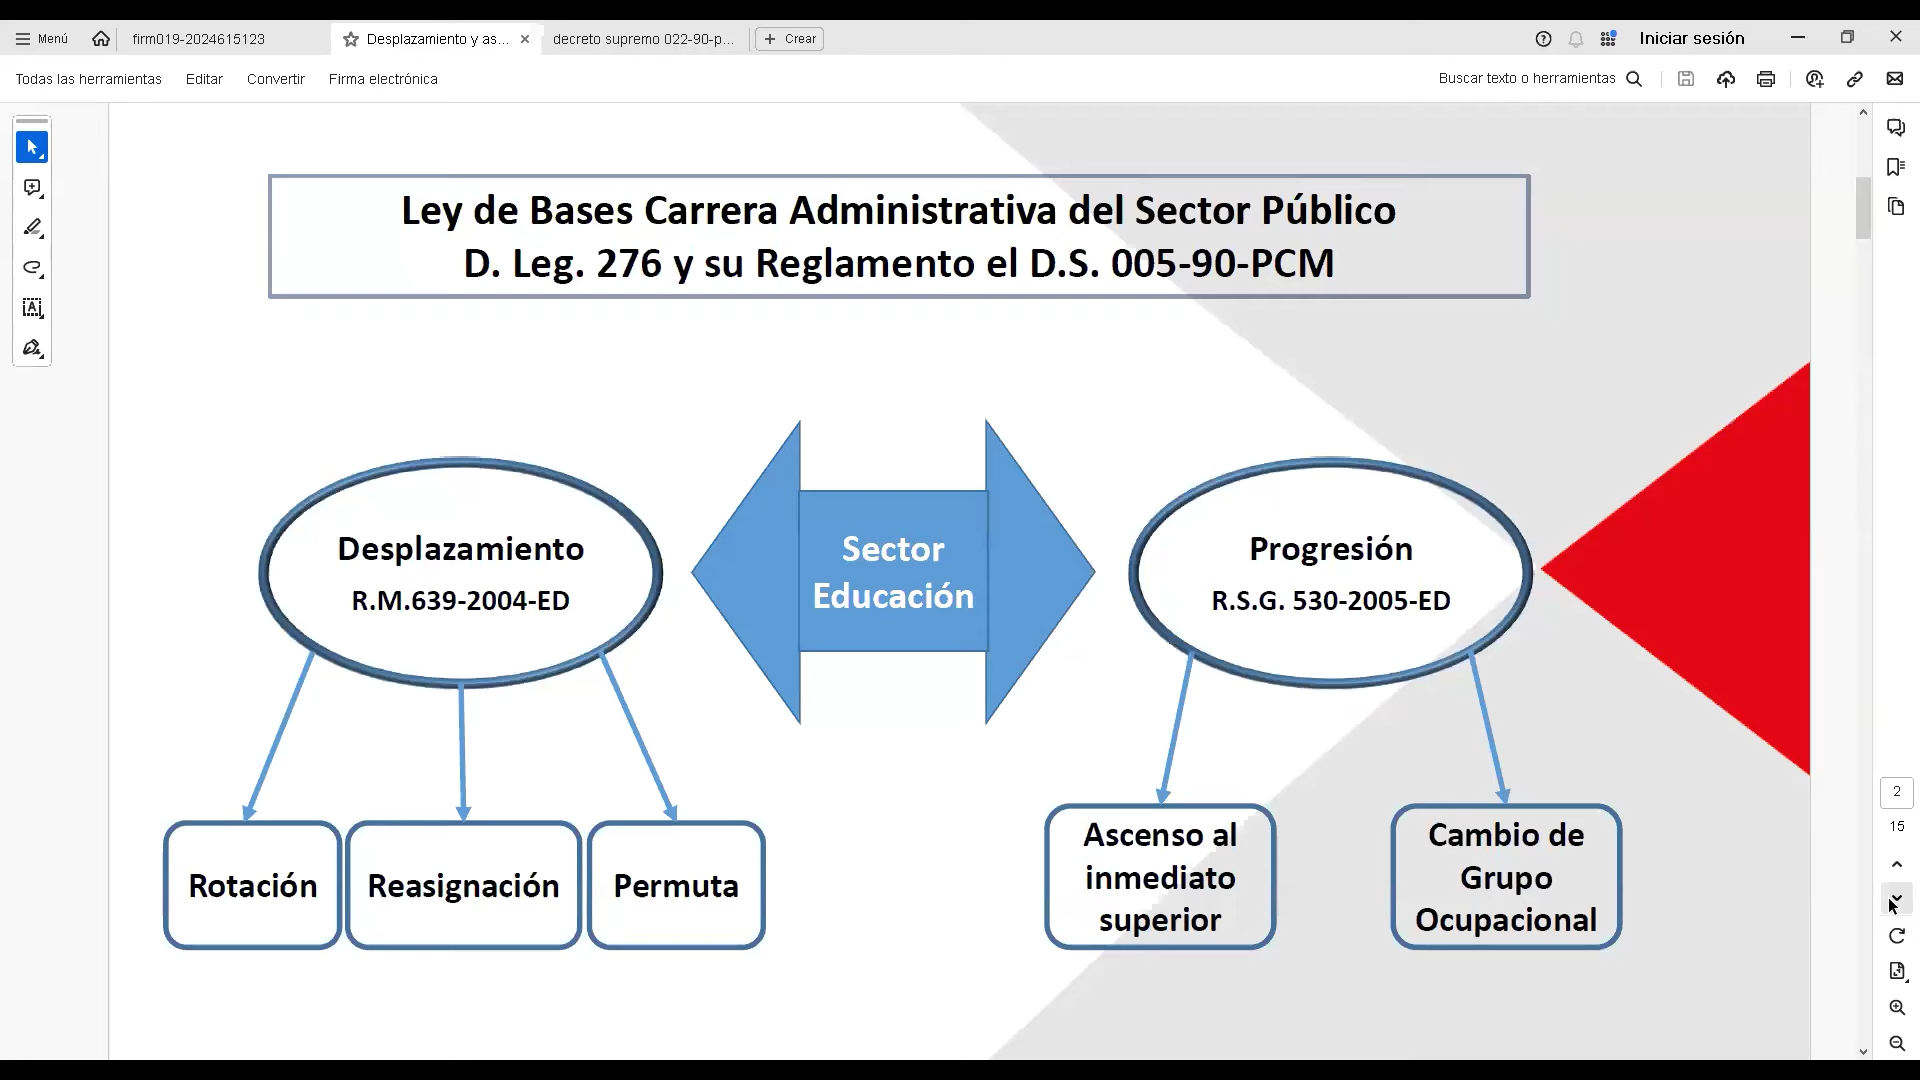 Menú
firm019-2024615123
Desplazamiento y as...
decreto supremo 022-90-p...
Crear
Iniciar sesión
Todas las herramientas
Editar
Convertir
Firma electrónica
Buscar texto o herramientas
Ley de Bases Carrera Administrativa del Sector Público
D. Leg. 276 y su Reglamento el D.S. 005-90-PCM
Desplazamiento
R.M.639-2004-ED
Sector
Educación
Progresión
R.S.G. 530-2005-ED
Rotación
Reasignación
Permuta
Ascenso al
inmediato
superior
Cambio de
Grupo
Ocupacional
2
15